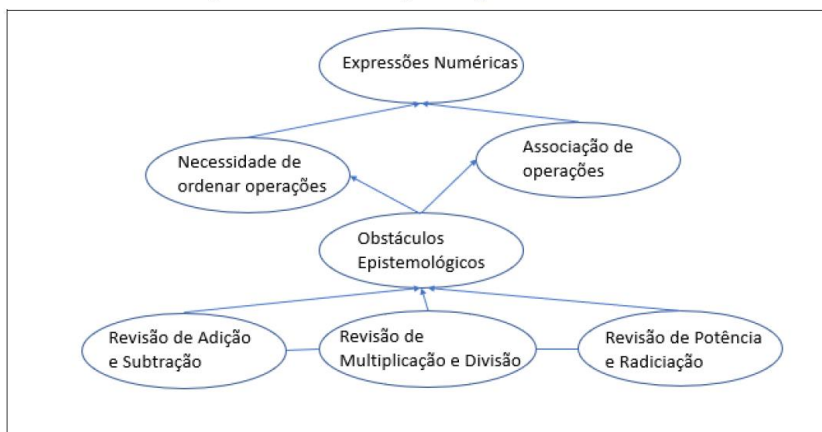 Expressões Numéricas
Necessidade de
ordenar operações
Associação de
operações
Obstáculos
Epistemológicos
Revisão de Adição
e Subtração
Revisão de
Multiplicação e Divisão
Revisão de Potência
e Radiciação